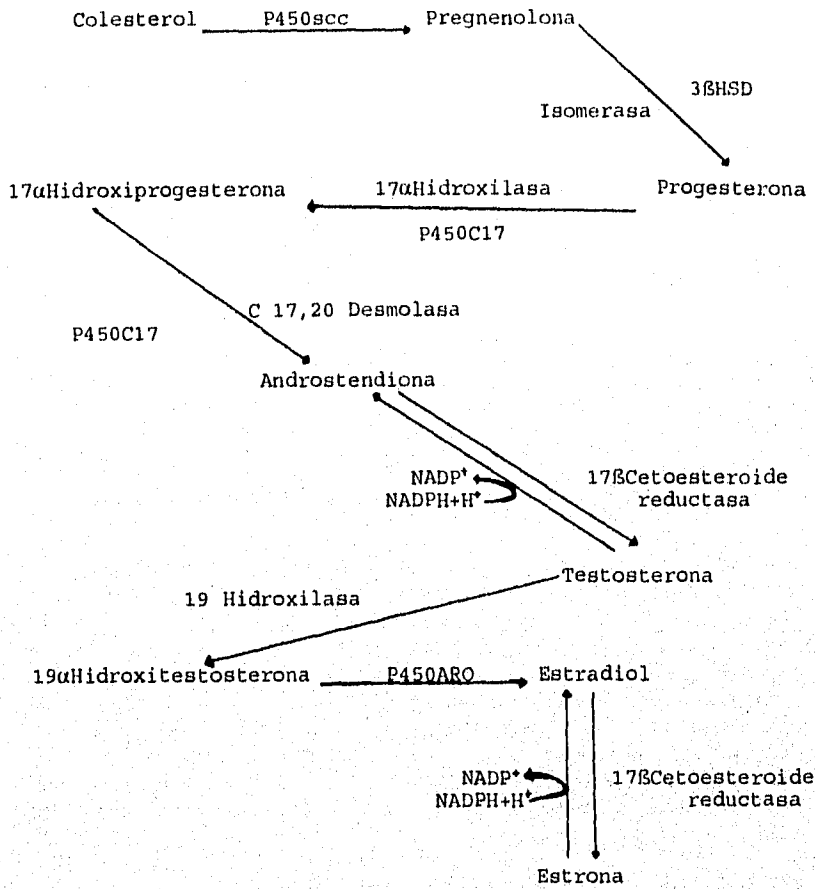 Colesterol P450scc Pregnenolona
3ßHSD
Isomerasa
17αHidroxiprogesterona 17αHidroxilasa Progesterona
P450C17
C 17,20 Desmolasa
P450C17
Androstendiona
NADP⁺
NADPH+H⁺
17ßCetoesteroide
reductasa
Testosterona
19 Hidroxilasa
19αHidroxitestosterona P450ARO Estradiol
NADP⁺
NADPH+H⁺
17ßCetoesteroide
reductasa
Estrona